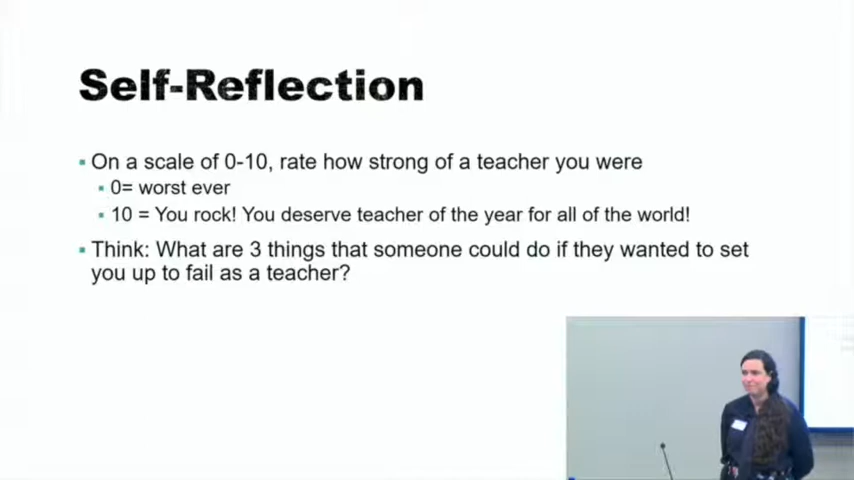 Self-Reflection
▪ On a scale of 0-10, rate how strong of a teacher you were
▪ 0= worst ever
▪ 10 = You rock! You deserve teacher of the year for all of the world!
▪ Think: What are 3 things that someone could do if they wanted to set
you up to fail as a teacher?